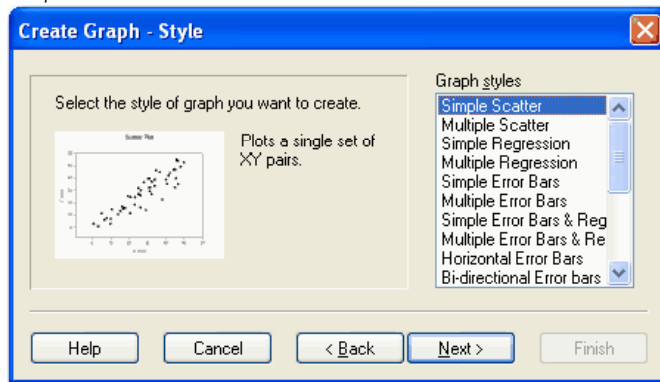 Create Graph - Style
Select the style of graph you want to create.
Plots a single set of
XY pairs.
Scatter Plot
Graph styles
Simple Scatter
Multiple Scatter
Simple Regression
Multiple Regression
Simple Error Bars
Multiple Error Bars
Simple Error Bars & Reg
Multiple Error Bars & Re
Horizontal Error Bars
Bi-directional Error bars
Help
Cancel
< Back
Next >
Finish